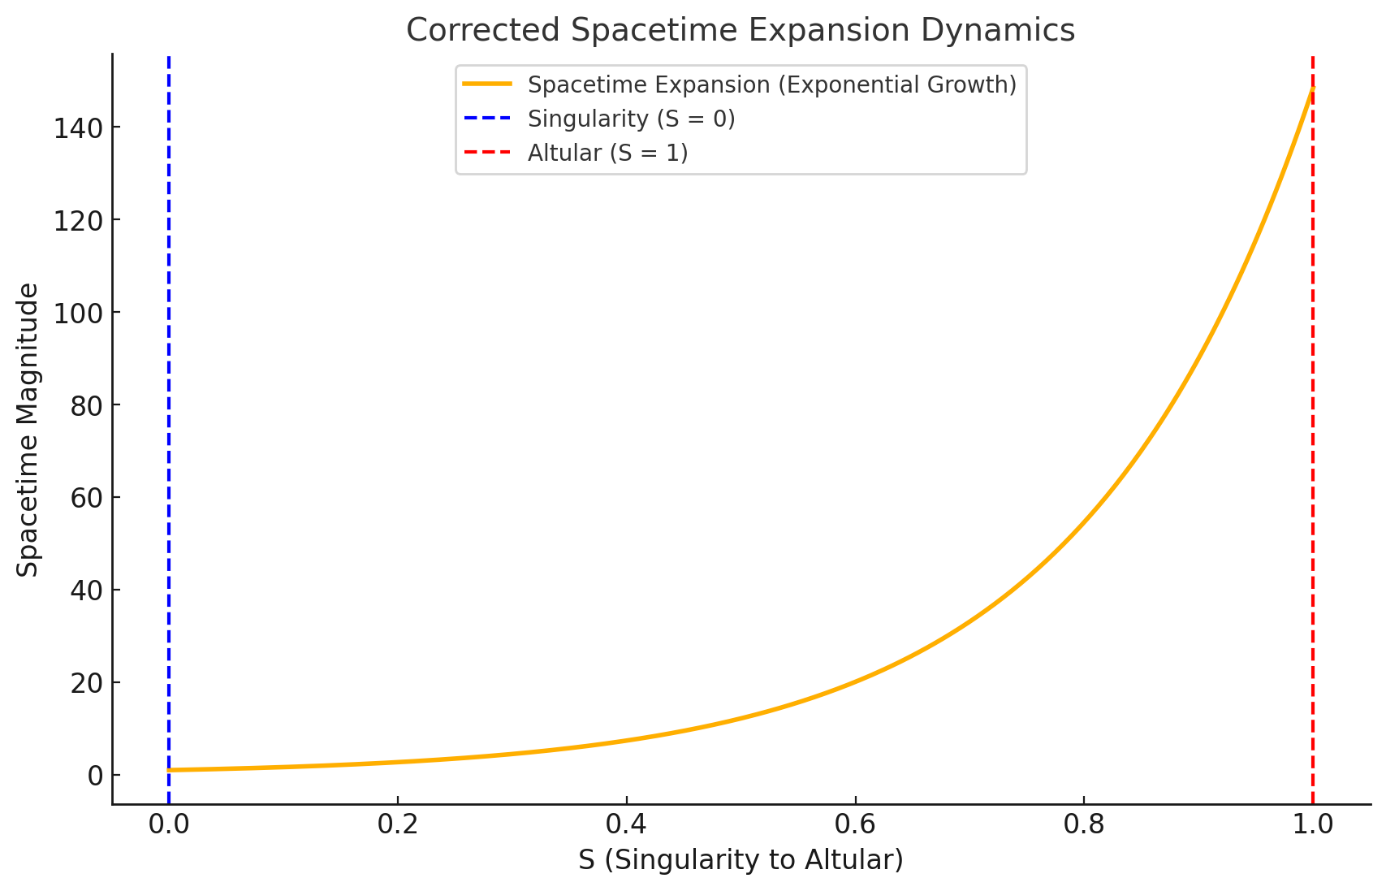 Corrected Spacetime Expansion Dynamics
Spacetime Expansion (Exponential Growth)
Singularity (S = 0)
Altular (S = 1)
Spacetime Magnitude
140
120
100
80
60
40
20
0
0.0 0.2 0.4 0.6 0.8 1.0
S (Singularity to Altular)